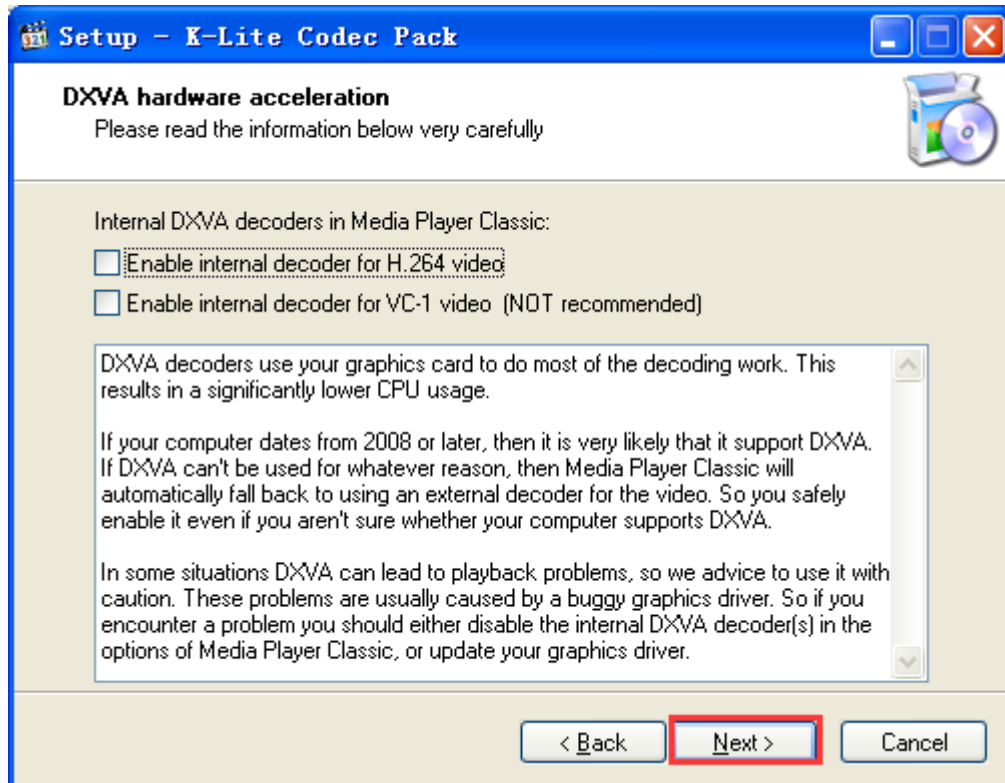 Setup - K-Lite Codec Pack
DXVA hardware acceleration
Please read the information below very carefully
Internal DXVA decoders in Media Player Classic:
Enable internal decoder for H.264 video
Enable internal decoder for VC-1 video (NOT recommended)
DXVA decoders use your graphics card to do most of the decoding work. This
results in a significantly lower CPU usage.
If your computer dates from 2008 or later, then it is very likely that it support DXVA.
If DXVA can't be used for whatever reason, then Media Player Classic will
automatically fall back to using an external decoder for the video. So you safely
enable it even if you aren't sure whether your computer supports DXVA.
In some situations DXVA can lead to playback problems, so we advice to use it with
caution. These problems are usually caused by a buggy graphics driver. So if you
encounter a problem you should either disable the internal DXVA decoder(s) in the
options of Media Player Classic, or update your graphics driver.
< Back Next > Cancel